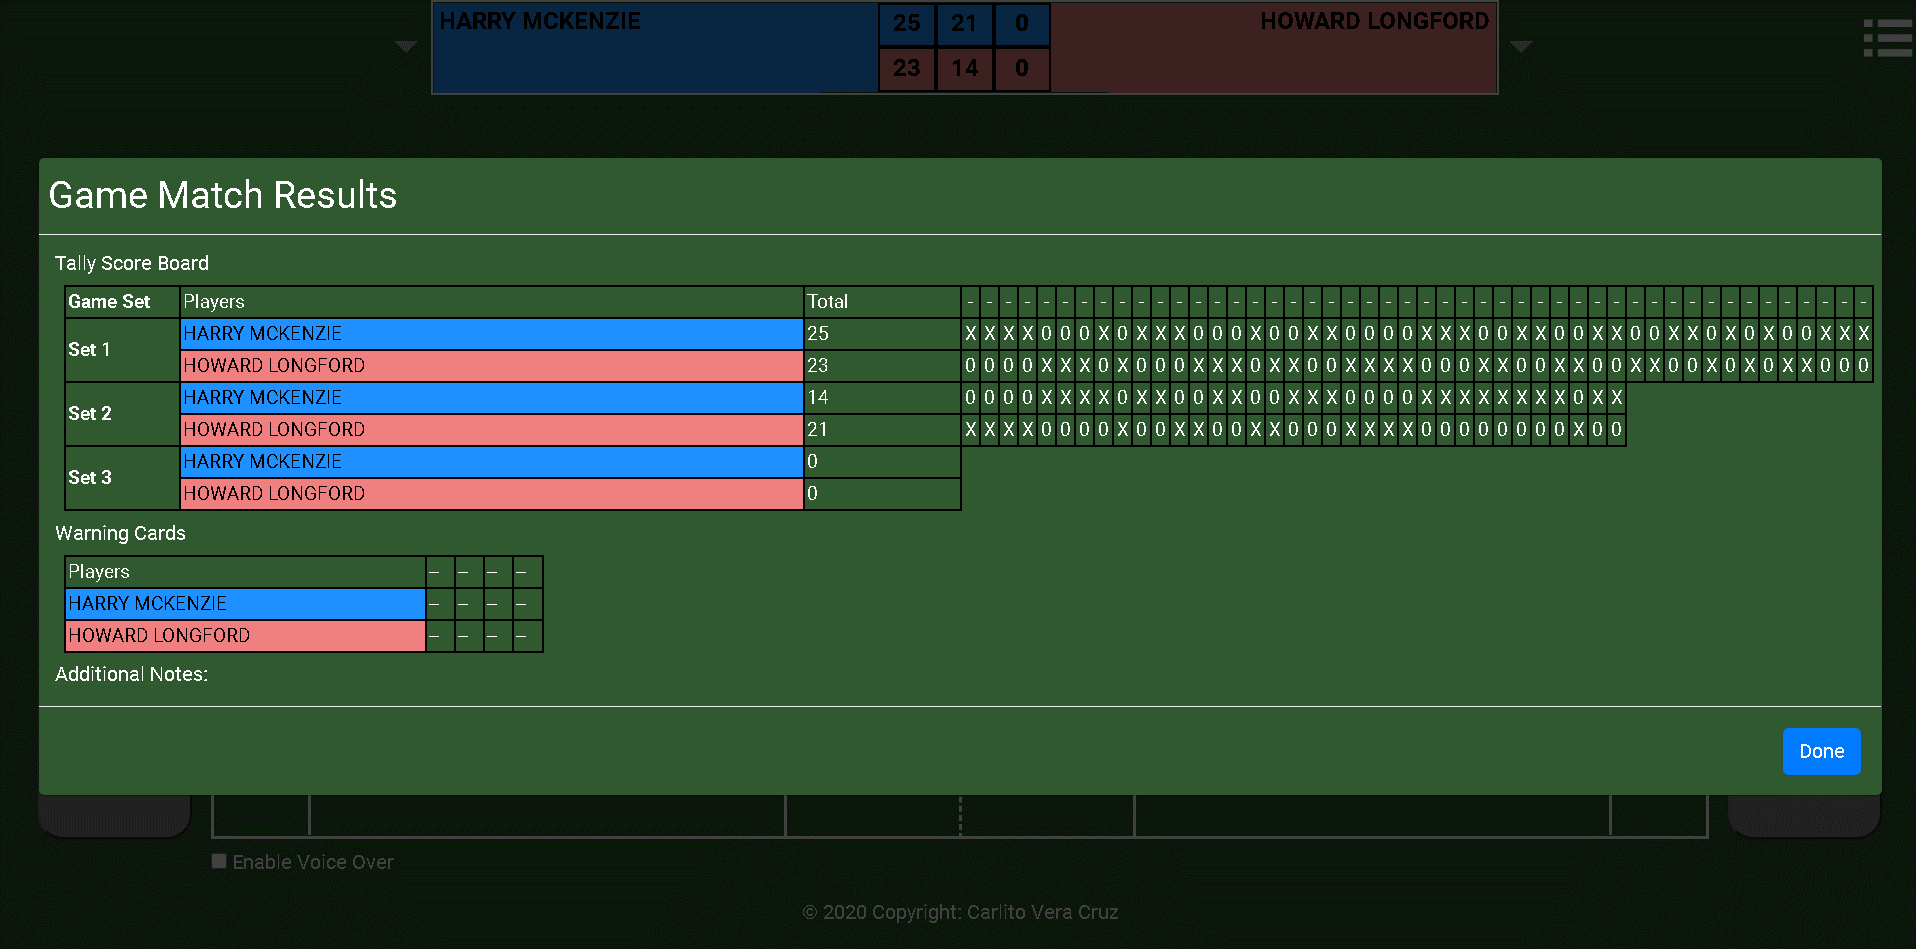 HARRY MCKENZIE 25 21 0 HOWARD LONGFORD
23 14 0
Game Match Results
Tally Score Board
Game Set Players Total - - - - - - - - - - - - - - - - - - - - - - - - - - - - - - - - - - - - - - - - - - - - - - - -
Set 1
HARRY MCKENZIE 25 X X X X 0 0 0 X 0 X X X 0 0 0 X 0 0 X X 0 0 0 0 X X X 0 0 X X 0 0 X X 0 0 X X 0 X 0 X 0 0 X X X
HOWARD LONGFORD 23 0 0 0 0 X X X 0 X 0 0 0 X X X 0 X X 0 0 X X X X 0 0 0 X X 0 0 X X 0 0 X X 0 0 X 0 X 0 X X 0 0 0
Set 2
HARRY MCKENZIE 14 0 0 0 0 X X X X 0 X X 0 0 X X 0 0 X X X 0 0 0 0 X X X X X X X X 0 X X
HOWARD LONGFORD 21 X X X X 0 0 0 0 X 0 0 X X 0 0 X X 0 0 0 X X X X 0 0 0 0 0 0 0 0 X 0 0
Set 3
HARRY MCKENZIE 0
HOWARD LONGFORD 0
Warning Cards
Players – – – –
HARRY MCKENZIE – – – –
HOWARD LONGFORD – – – –
Additional Notes:
Done
Enable Voice Over
© 2020 Copyright: Carlito Vera Cruz